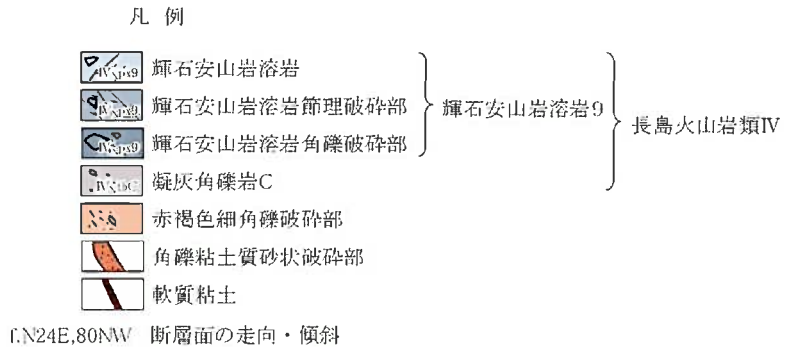 凡 例
輝石安山岩溶岩
輝石安山岩溶岩節理破砕部
輝石安山岩溶岩角礫破砕部
輝石安山岩溶岩9
長島火山岩類Ⅳ
凝灰角礫岩C
赤褐色細角礫破砕部
角礫粘土質砂状破砕部
軟質粘土
f.N24E,80NW 断層面の走向・傾斜